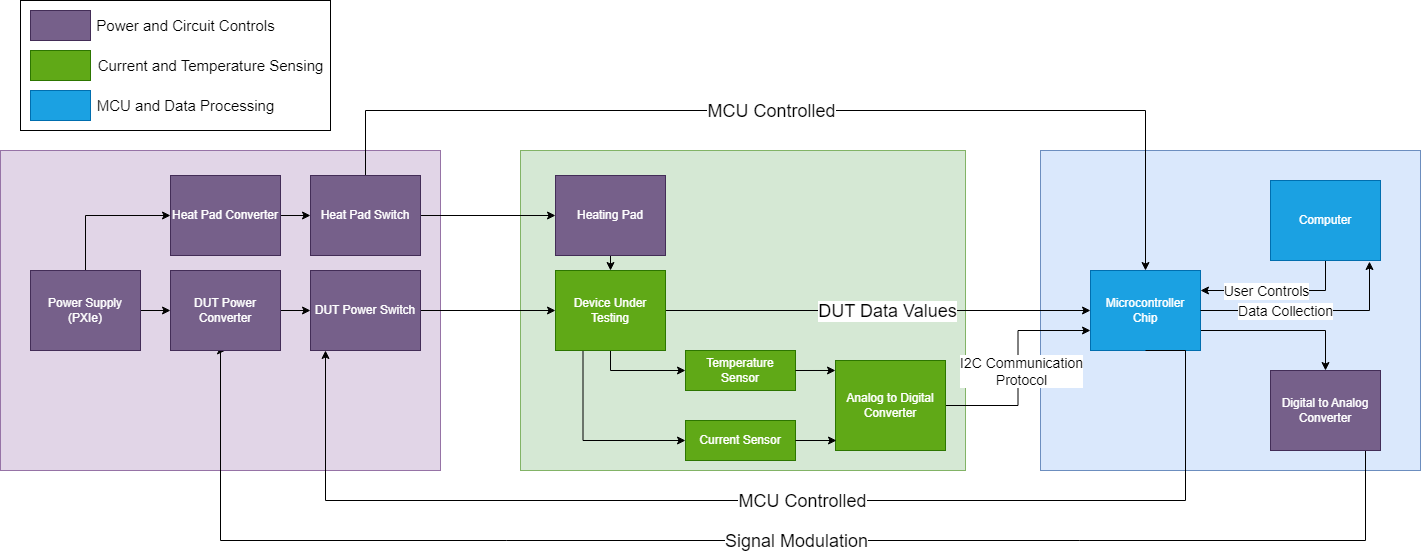 Power and Circuit Controls
Current and Temperature Sensing
MCU and Data Processing
MCU Controlled
Heat Pad Converter
Heat Pad Switch
Heating Pad
Computer
Power Supply
(PXIe)
DUT Power
Converter
DUT Power Switch
Device Under
Testing
DUT Data Values
Microcontroller
Chip
User Controls
Data Collection
Temperature
Sensor
I2C Communication
Protocol
Analog to Digital
Converter
Digital to Analog
Converter
Current Sensor
MCU Controlled
Signal Modulation